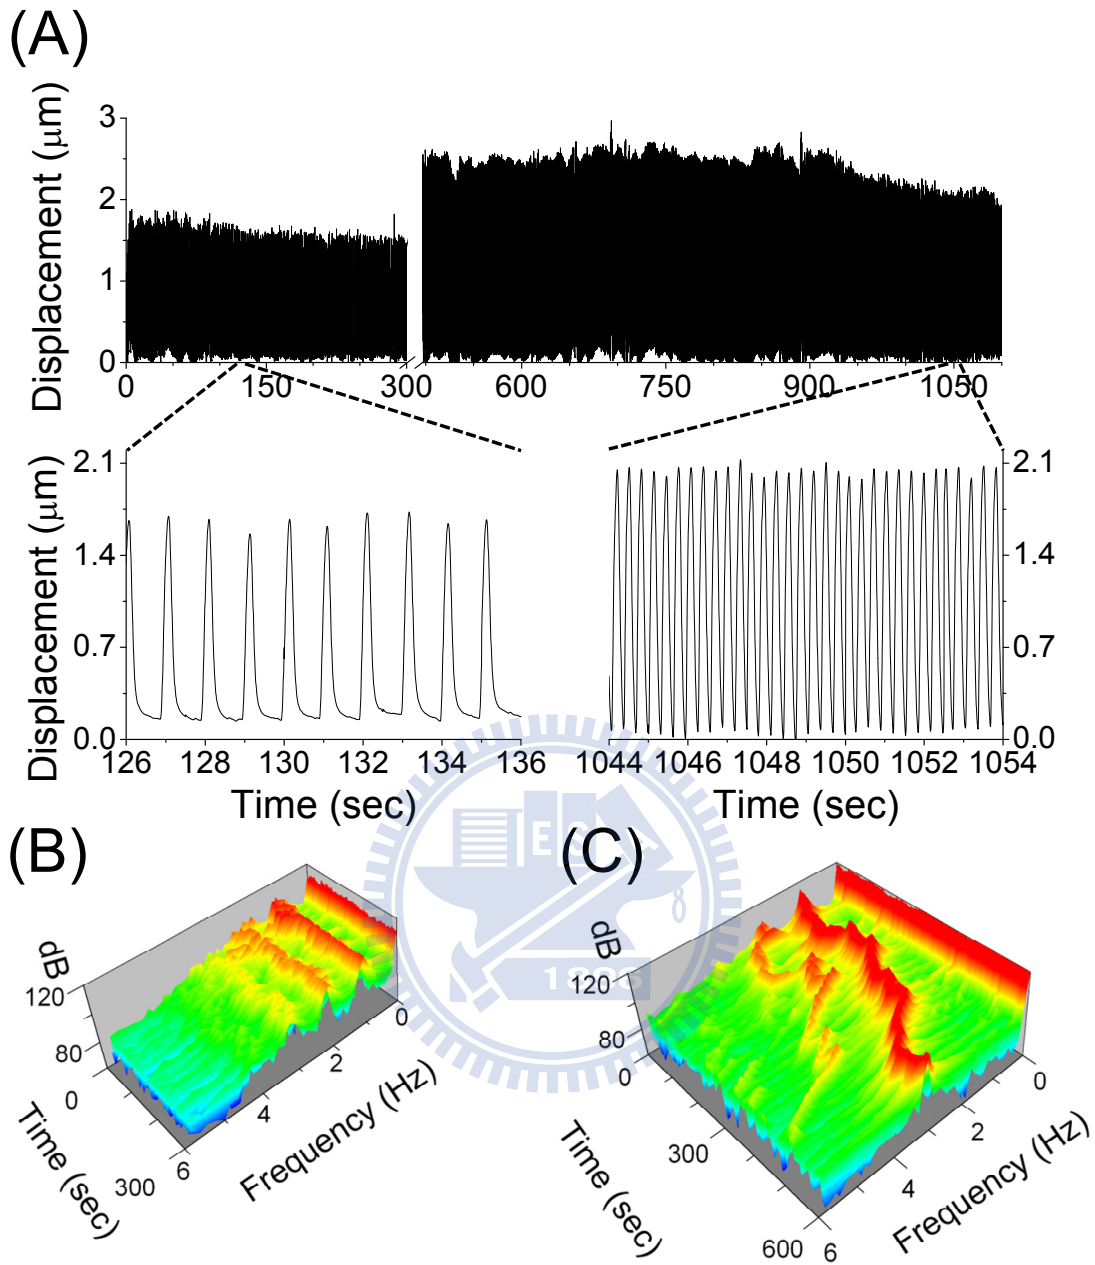 (A)
Displacement (μm)
3
2
1
0
0 150 300 600 750 900 1050
Displacement (μm)
2.1
1.4
0.7
0.0
126 128 130 132 134 136
Time (sec)
2.1
1.4
0.7
0.0
1044 1046 1048 1050 1052 1054
Time (sec)
(B)
dB
120
80
0
300
Time (sec)
6
4
2
0
Frequency (Hz)
(C)
dB
120
80
0
300
600
Time (sec)
6
4
2
0
Frequency (Hz)
E S
8
1896